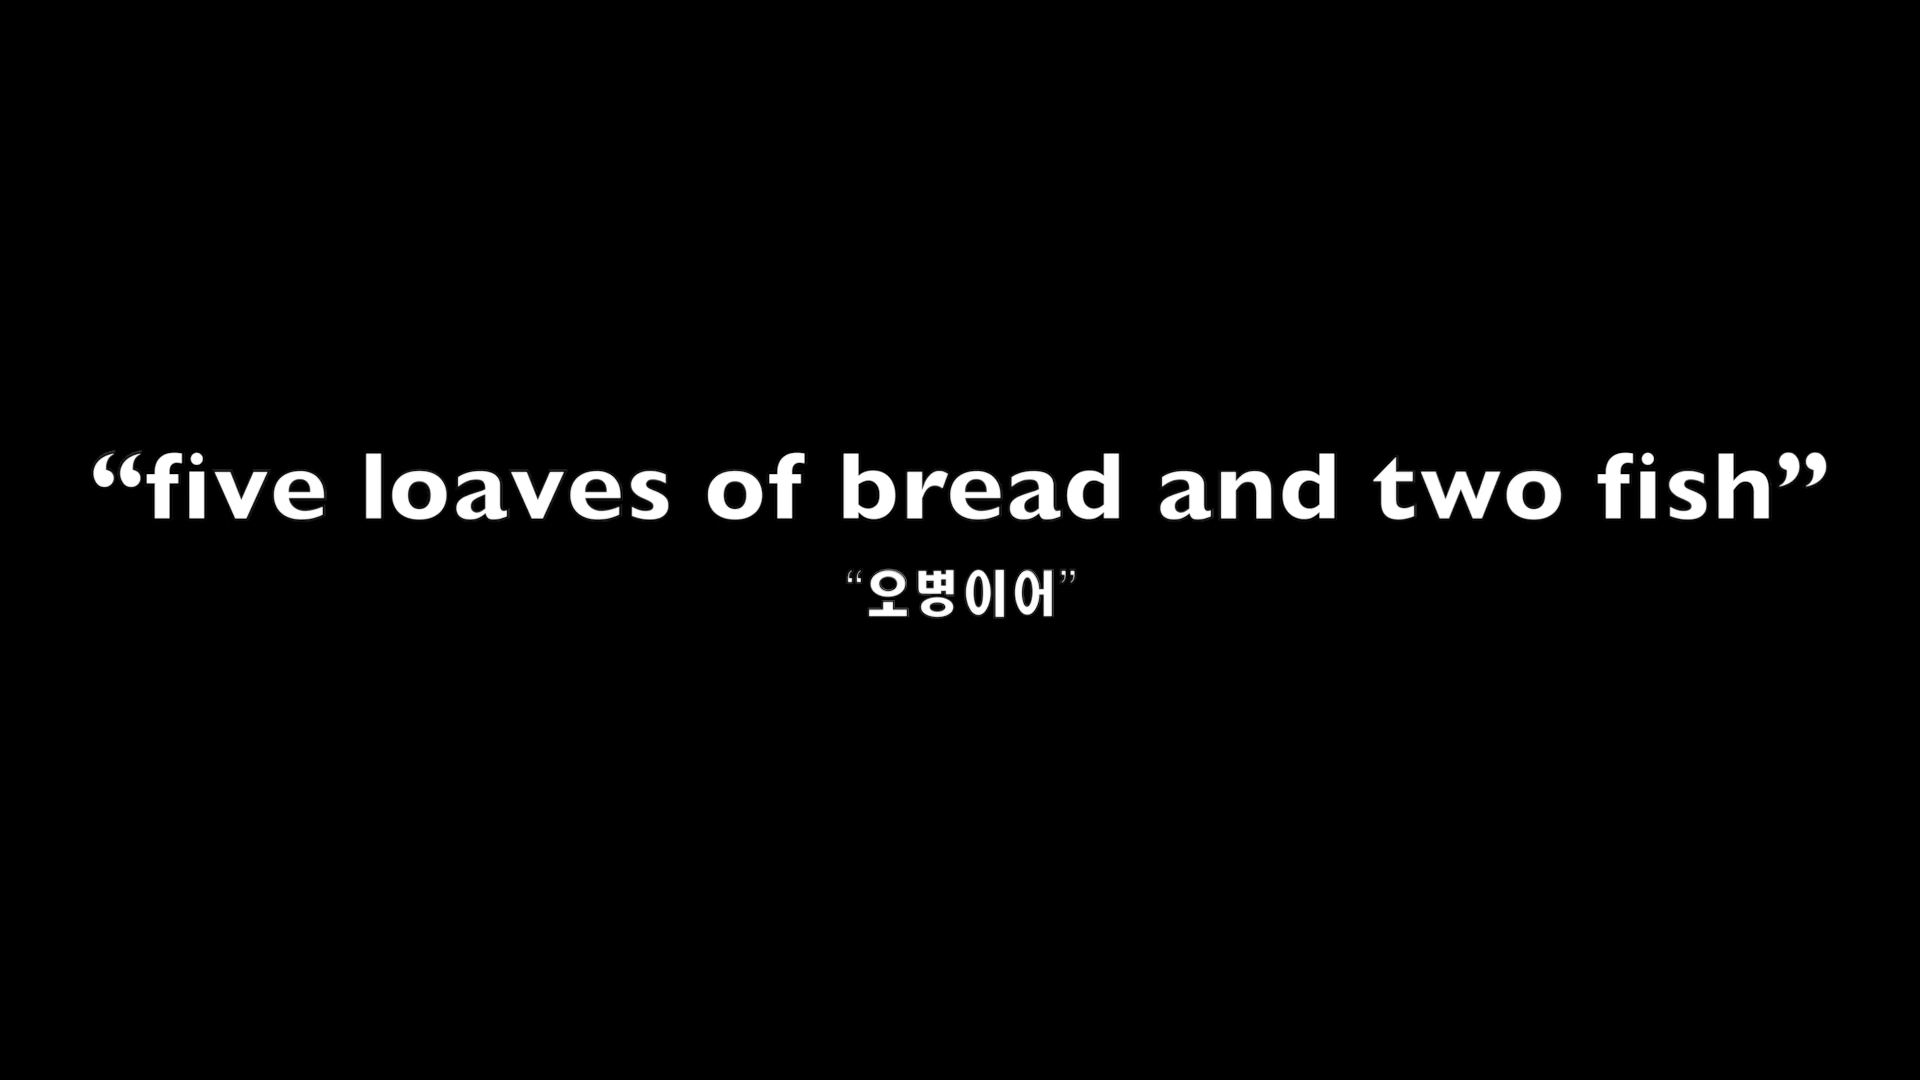 “five loaves of bread and two fish”
“오병이어”